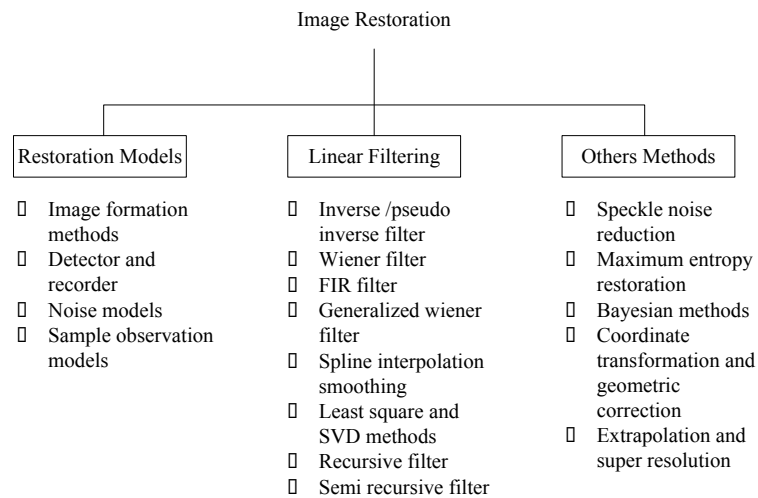 Image Restoration
Restoration Models
Image formation
methods
Detector and
recorder
Noise models
Sample observation
models
Linear Filtering
Inverse /pseudo
inverse filter
Wiener filter
FIR filter
Generalized wiener
filter
Spline interpolation
smoothing
Least square and
SVD methods
Recursive filter
Semi recursive filter
Others Methods
Speckle noise
reduction
Maximum entropy
restoration
Bayesian methods
Coordinate
transformation and
geometric
correction
Extrapolation and
super resolution